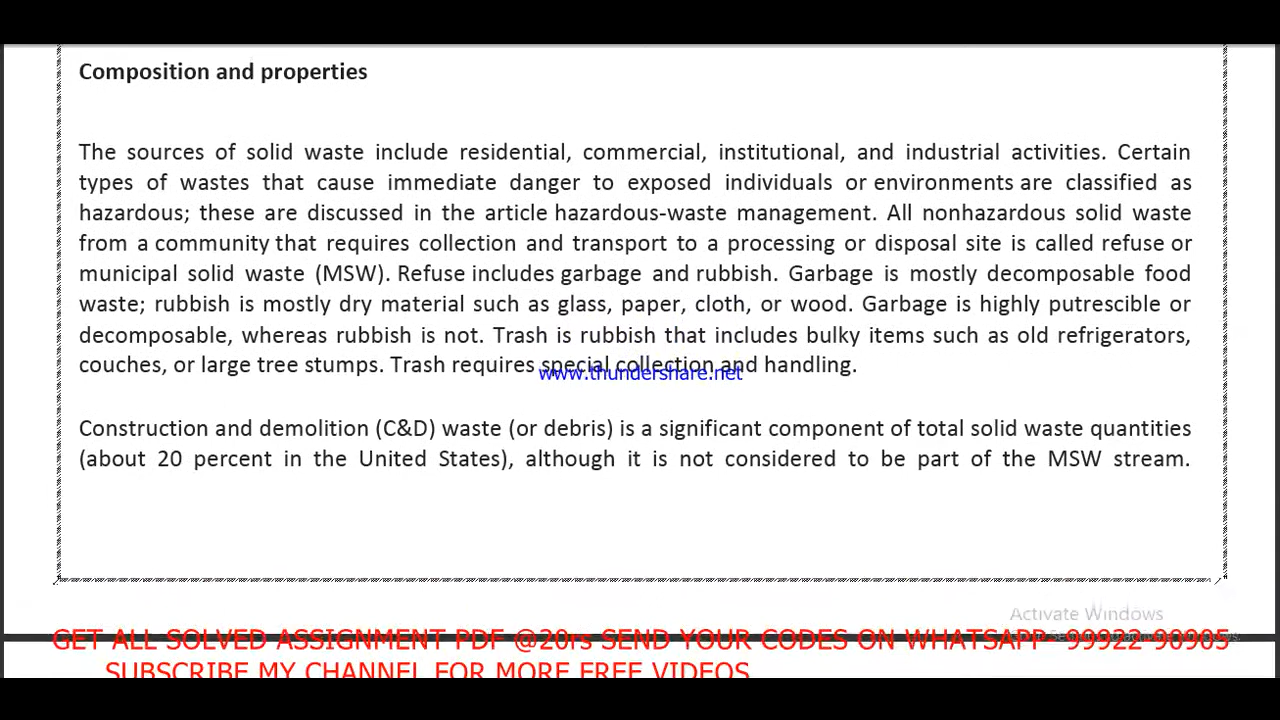 Composition and properties
The sources of solid waste include residential, commercial, institutional, and industrial activities. Certain
types of wastes that cause immediate danger to exposed individuals or environments are classified as
hazardous; these are discussed in the article hazardous-waste management. All nonhazardous solid waste
from a community that requires collection and transport to a processing or disposal site is called refuse or
municipal solid waste (MSW). Refuse includes garbage and rubbish. Garbage is mostly decomposable food
waste; rubbish is mostly dry material such as glass, paper, cloth, or wood. Garbage is highly putrescible or
decomposable, whereas rubbish is not. Trash is rubbish that includes bulky items such as old refrigerators,
couches, or large tree stumps. Trash requires special collection and handling.
www.thundershare.net
Construction and demolition (C&D) waste (or debris) is a significant component of total solid waste quantities
(about 20 percent in the United States), although it is not considered to be part of the MSW stream.
Activate Windows
GET ALL SOLVED ASSIGNMENT PDF @20rs SEND YOUR CODES ON WHATSAPP
SUBSCRIBE MY CHANNEL FOR MORE FREE VIDEOS